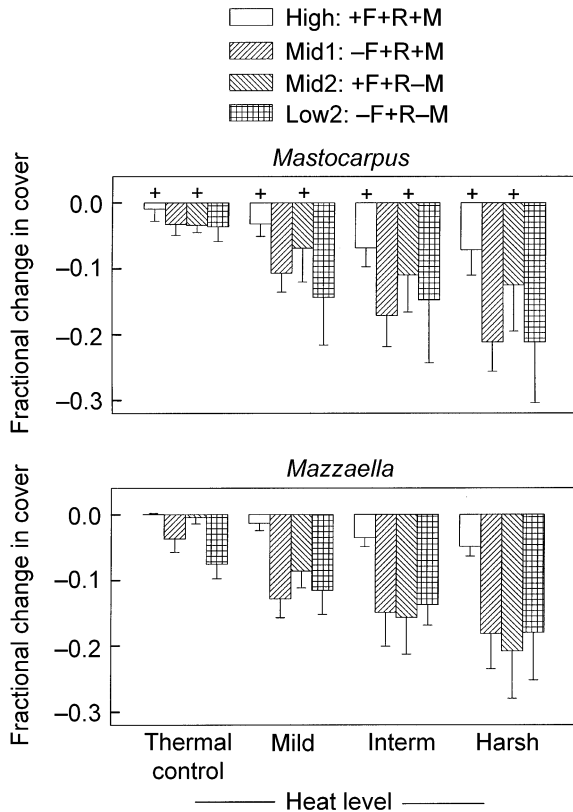 High: +F+R+M
Mid1: –F+R+M
Mid2: +F+R–M
Low2: –F+R–M
Mastocarpus
Fractional change in cover
0.0
–0.1
–0.2
–0.3
+ + + + + + + +
Mazzaella
Fractional change in cover
0.0
–0.1
–0.2
–0.3
Thermal control
Mild
Interm
Harsh
Heat level